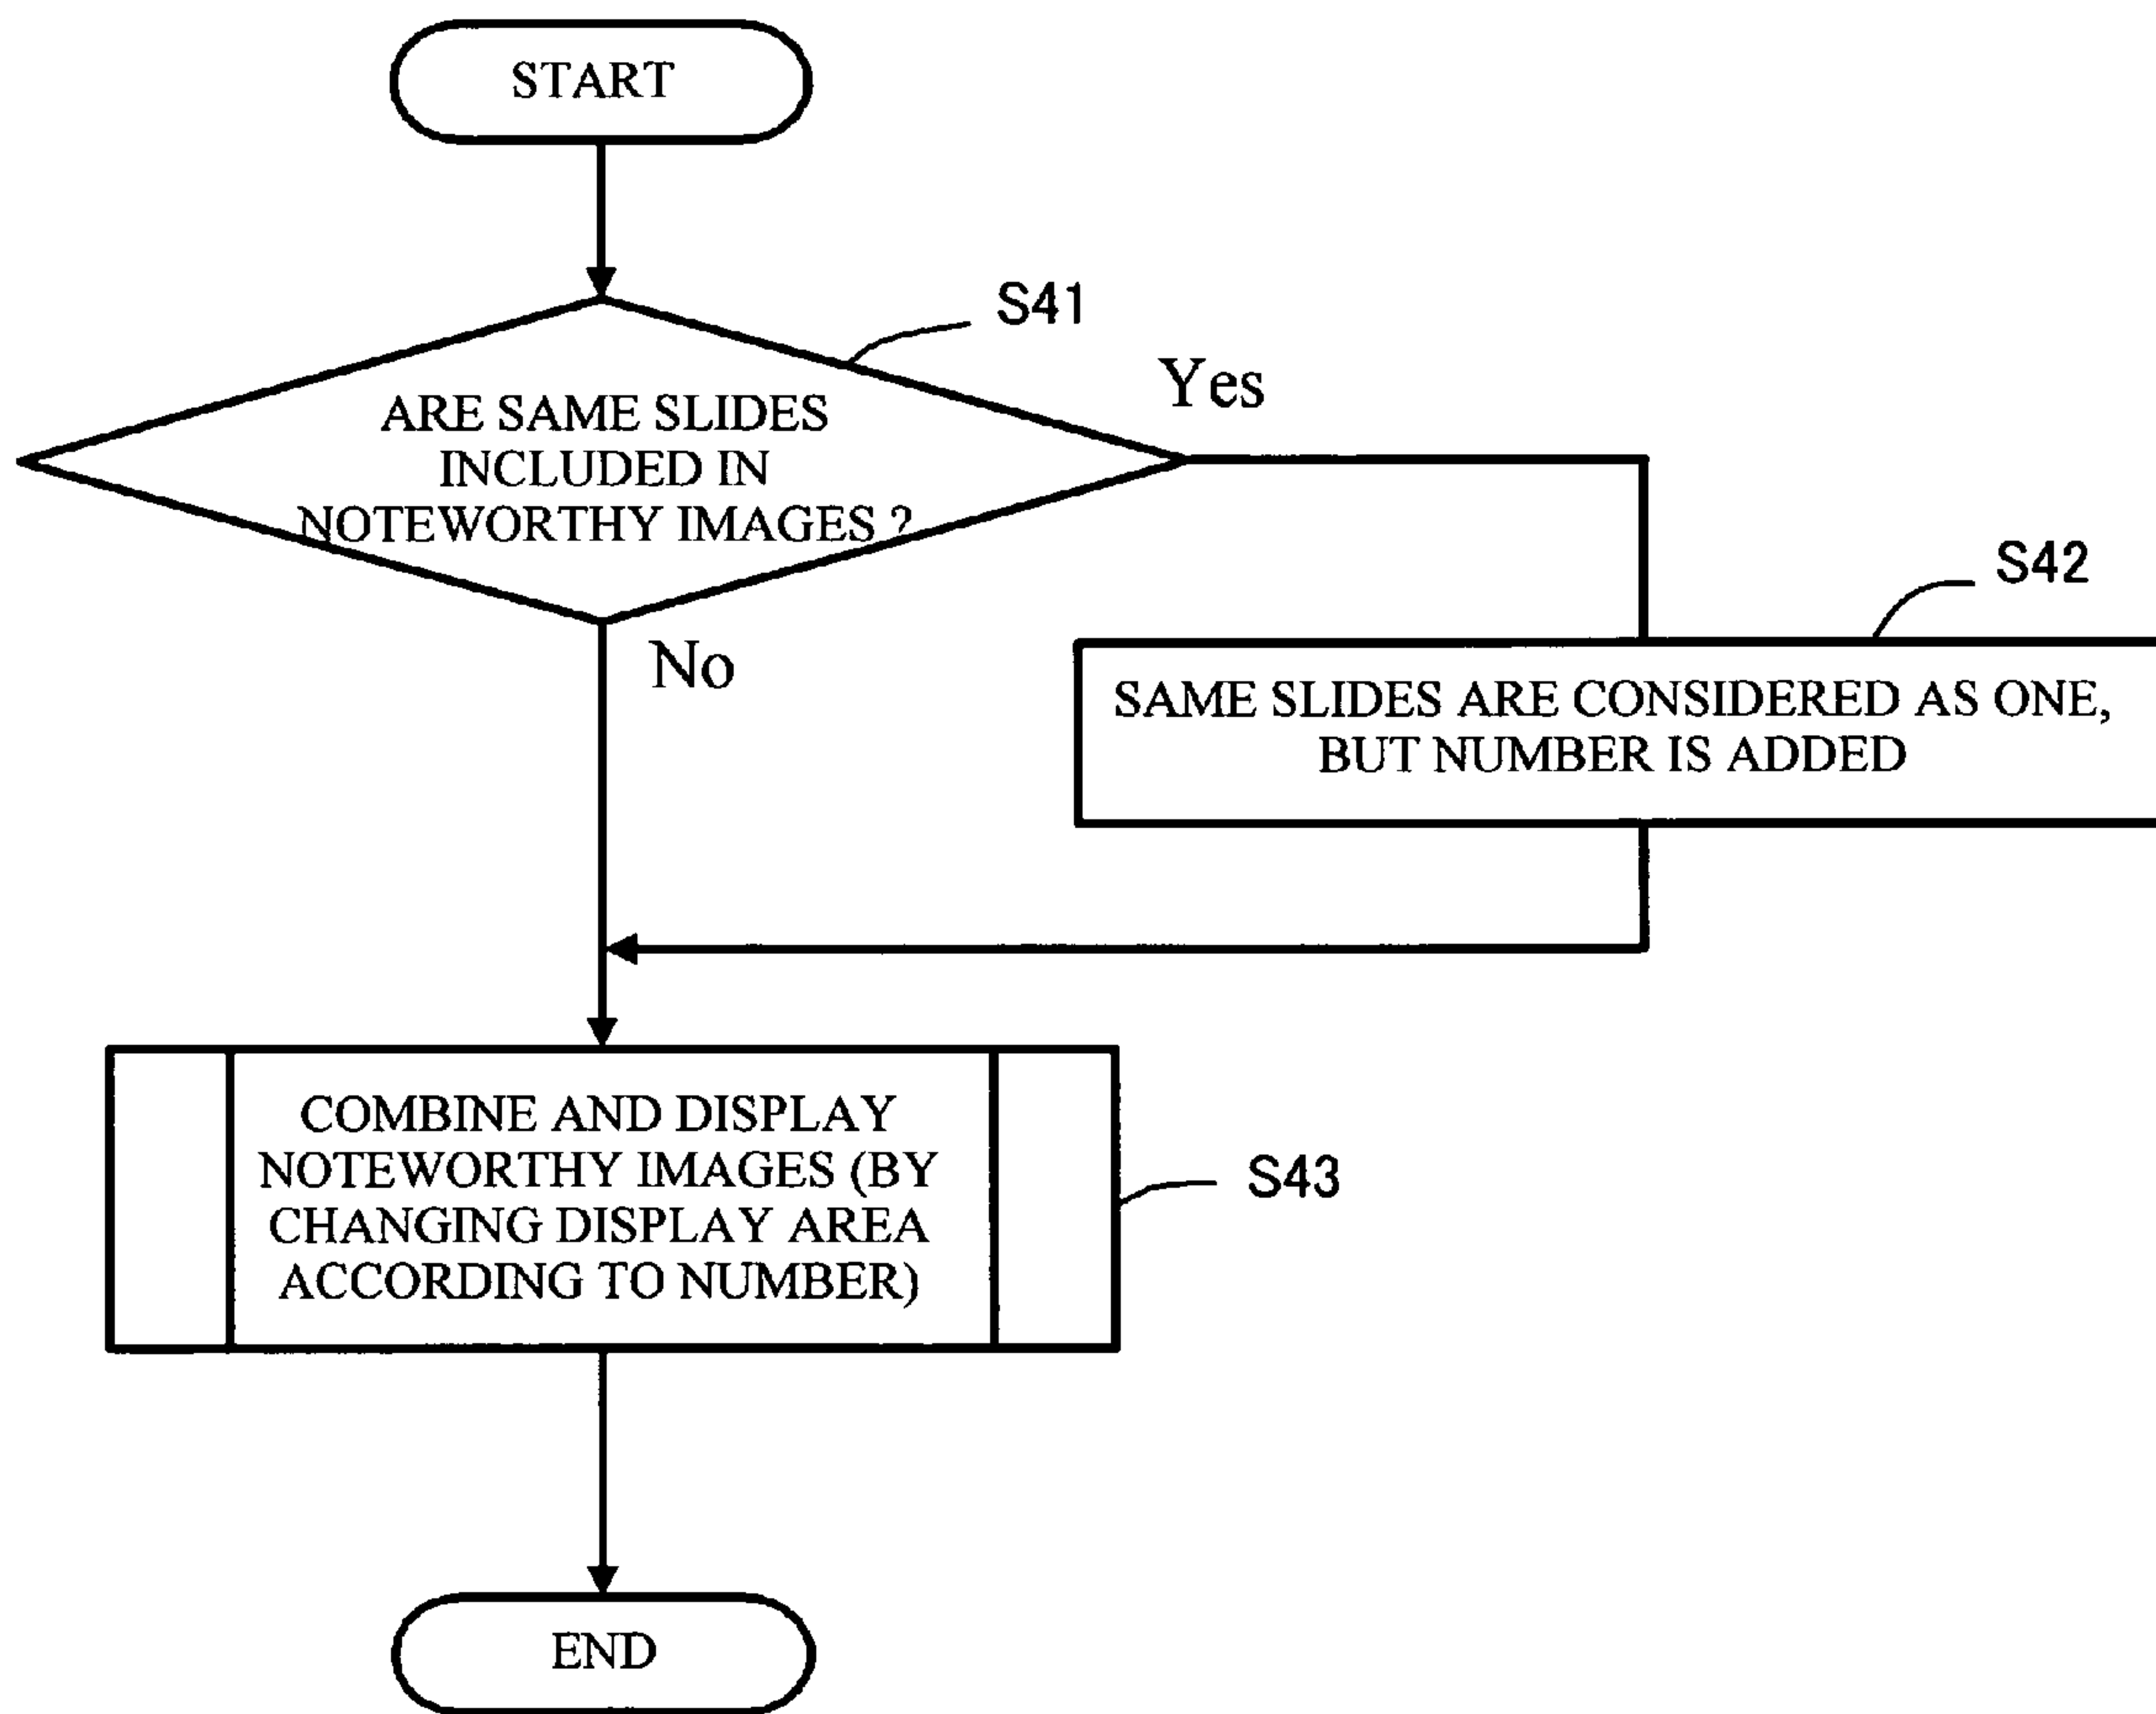 START
S41
Yes
ARE SAME SLIDES
INCLUDED IN
NOTEWORTHY IMAGES ?
No
S42
SAME SLIDES ARE CONSIDERED AS ONE,
BUT NUMBER IS ADDED
COMBINE AND DISPLAY
NOTEWORTHY IMAGES (BY
CHANGING DISPLAY AREA
ACCORDING TO NUMBER)
S43
END